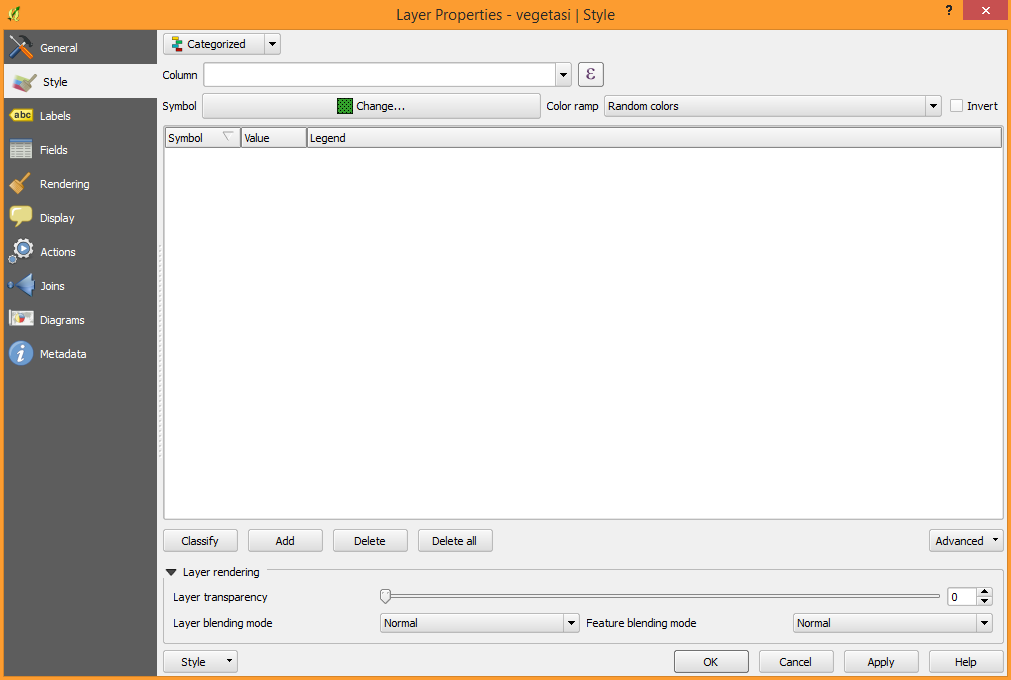 Layer Properties - vegetasi | Style ?
General
Style
abc Labels
Fields
Rendering
Display
Actions
Joins
Diagrams
i Metadata
Categorized
Column ε
Symbol Change... Color ramp Random colors Invert
Symbol Value Legend
Classify Add Delete Delete all Advanced
Layer rendering
Layer transparency 0
Layer blending mode Normal Feature blending mode Normal
Style OK Cancel Apply Help